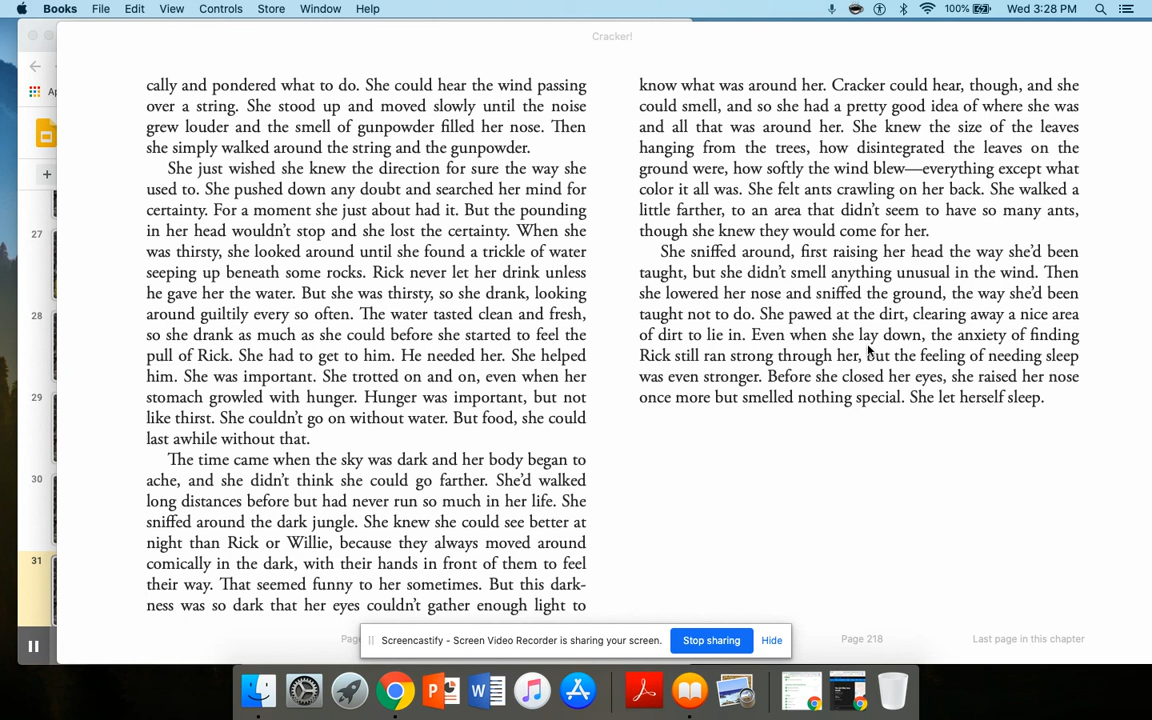 Books File Edit View Controls Store Window Help 100% Wed 3:28 PM
Cracker!
Ap
27
28
29
30
31
cally and pondered what to do. She could hear the wind passing
over a string. She stood up and moved slowly until the noise
grew louder and the smell of gunpowder filled her nose. Then
she simply walked around the string and the gunpowder.
She just wished she knew the direction for sure the way she
used to. She pushed down any doubt and searched her mind for
certainty. For a moment she just about had it. But the pounding
in her head wouldn't stop and she lost the certainty. When she
was thirsty, she looked around until she found a trickle of water
seeping up beneath some rocks. Rick never let her drink unless
he gave her the water. But she was thirsty, so she drank, looking
around guiltily every so often. The water tasted clean and fresh,
so she drank as much as she could before she started to feel the
pull of Rick. She had to get to him. He needed her. She helped
him. She was important. She trotted on and on, even when her
stomach growled with hunger. Hunger was important, but not
like thirst. She couldn't go on without water. But food, she could
last awhile without that.
The time came when the sky was dark and her body began to
ache, and she didn't think she could go farther. She'd walked
long distances before but had never run so much in her life. She
sniffed around the dark jungle. She knew she could see better at
night than Rick or Willie, because they always moved around
comically in the dark, with their hands in front of them to feel
their way. That seemed funny to her sometimes. But this dark-
ness was so dark that her eyes couldn't gather enough light to
know what was around her. Cracker could hear, though, and she
could smell, and so she had a pretty good idea of where she was
and all that was around her. She knew the size of the leaves
hanging from the trees, how disintegrated the leaves on the
ground were, how softly the wind blew—everything except what
color it all was. She felt ants crawling on her back. She walked a
little farther, to an area that didn't seem to have so many ants,
though she knew they would come for her.
She sniffed around, first raising her head the way she'd been
taught, but she didn't smell anything unusual in the wind. Then
she lowered her nose and sniffed the ground, the way she'd been
taught not to do. She pawed at the dirt, clearing away a nice area
of dirt to lie in. Even when she lay down, the anxiety of finding
Rick still ran strong through her, but the feeling of needing sleep
was even stronger. Before she closed her eyes, she raised her nose
once more but smelled nothing special. She let herself sleep.
Page
Page 218
Last page in this chapter
Screencastify - Screen Video Recorder is sharing your screen. Stop sharing Hide